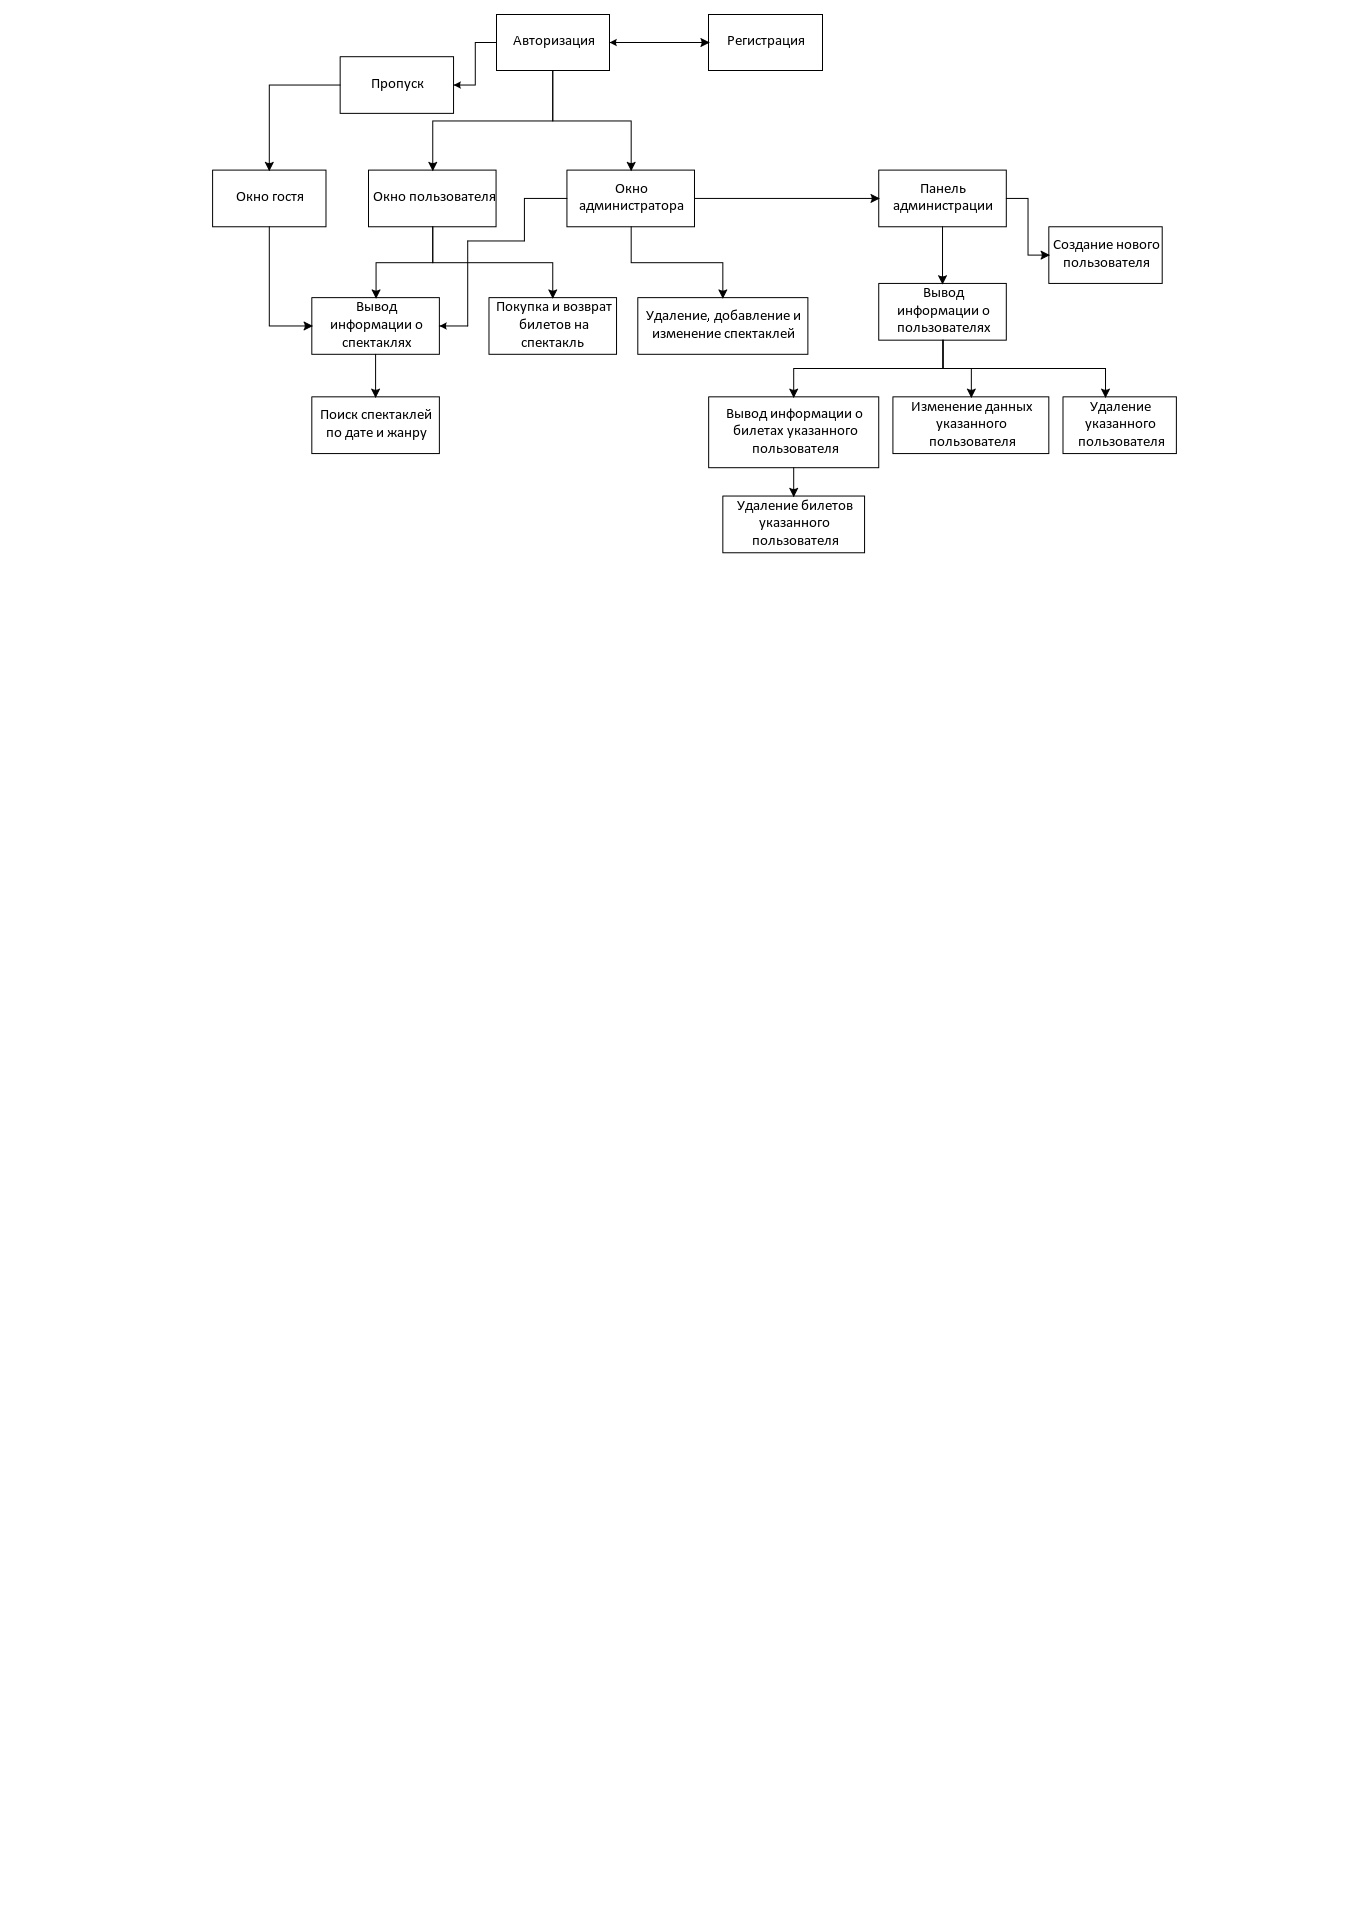 Авторизация
Регистрация
Пропуск
Окно гостя
Окно пользователя
Окно
администратора
Панель
администрации
Создание нового
пользователя
Вывод
информации о
спектаклях
Покупка и возврат
билетов на
спектакль
Удаление, добавление и
изменение спектаклей
Вывод
информации о
пользователях
Поиск спектаклей
по дате и жанру
Вывод информации о
билетах указанного
пользователя
Изменение данных
указанного
пользователя
Удаление
указанного
пользователя
Удаление билетов
указанного
пользователя